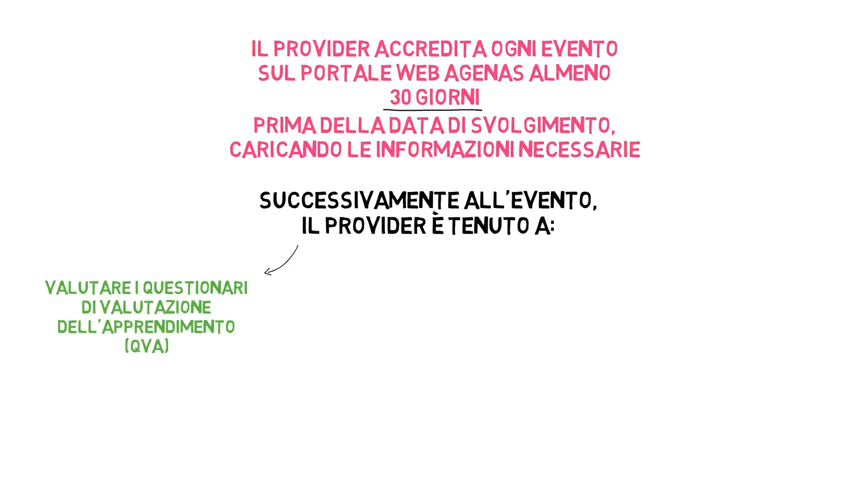 IL PROVIDER ACCREDITA OGNI EVENTO
SUL PORTALE WEB AGENAS ALMENO
30 GIORNI
PRIMA DELLA DATA DI SVOLGIMENTO,
CARICANDO LE INFORMAZIONI NECESSARIE
SUCCESSIVAMENTE ALL'EVENTO,
IL PROVIDER È TENUTO A:
VALUTARE I QUESTIONARI
DI VALUTAZIONE
DELL'APPRENDIMENTO
(QVA)